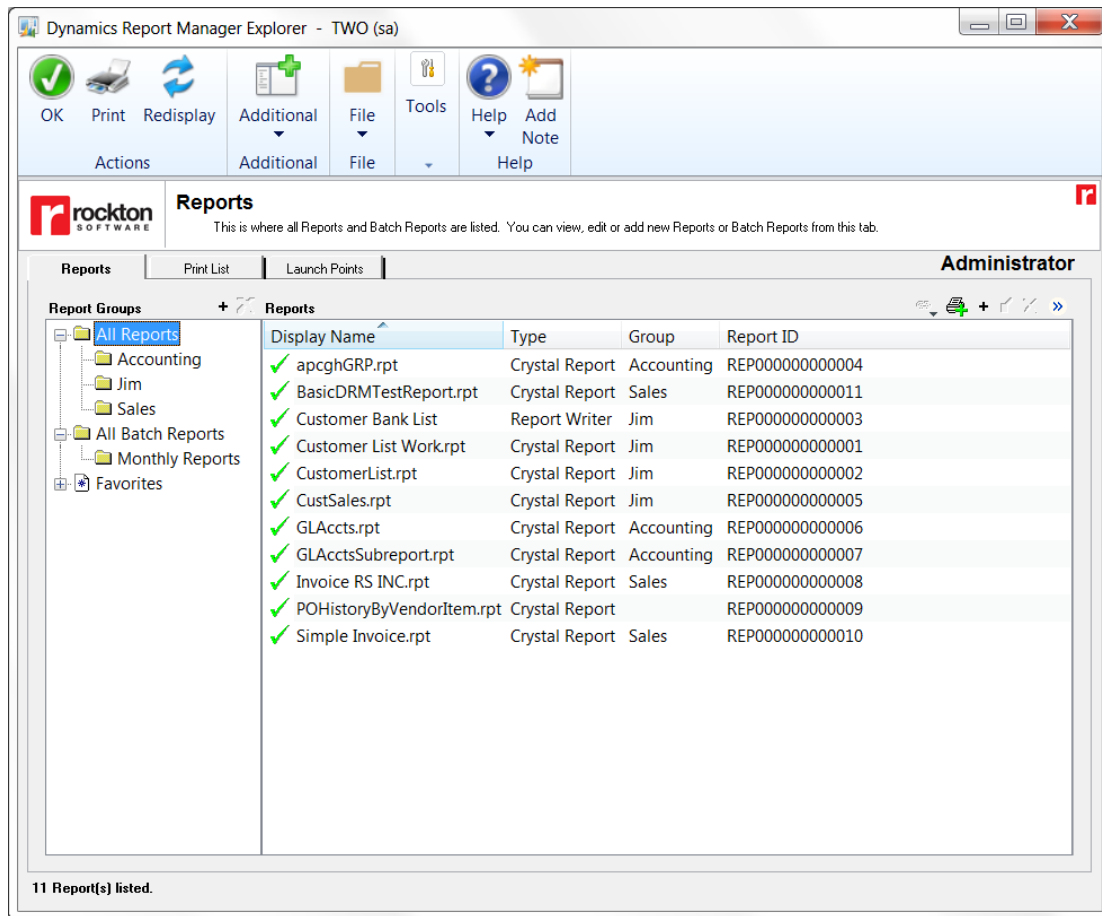 Dynamics Report Manager Explorer - TWO (sa)
OK Print Redisplay Additional File Tools Help Add Note
Actions Additional File Help
rockton SOFTWARE
Reports
This is where all Reports and Batch Reports are listed. You can view, edit or add new Reports or Batch Reports from this tab.
Reports Print List Launch Points Administrator
Report Groups
All Reports
Accounting
Jim
Sales
All Batch Reports
Monthly Reports
Favorites
Reports
Display Name Type Group Report ID
apcghGRP.rpt Crystal Report Accounting REP000000000004
BasicDRMTestReport.rpt Crystal Report Sales REP000000000011
Customer Bank List Report Writer Jim REP000000000003
Customer List Work.rpt Crystal Report Jim REP000000000001
CustomerList.rpt Crystal Report Jim REP000000000002
CustSales.rpt Crystal Report Jim REP000000000005
GLAccts.rpt Crystal Report Accounting REP000000000006
GLAcctsSubreport.rpt Crystal Report Accounting REP000000000007
Invoice RS INC.rpt Crystal Report Sales REP000000000008
POHistoryByVendorItem.rpt Crystal Report REP000000000009
Simple Invoice.rpt Crystal Report Sales REP000000000010
11 Report(s) listed.